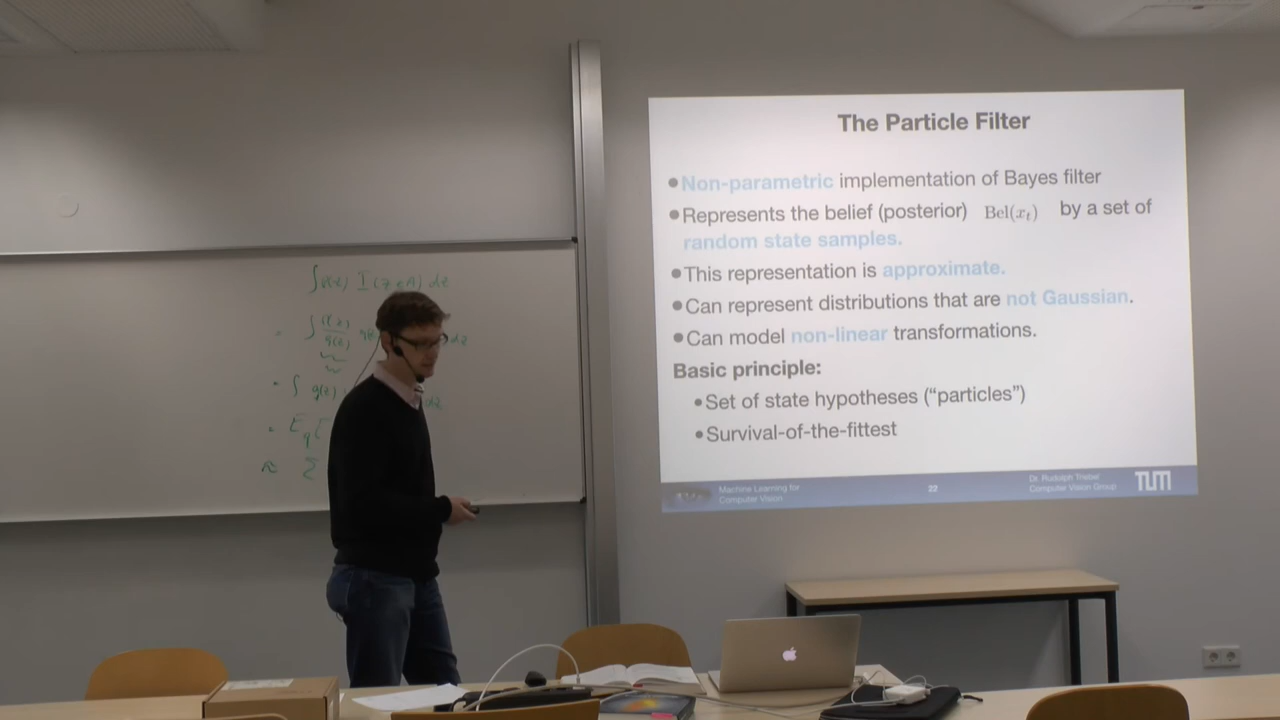 ∫ p(z) I(z ∈ A) dz
The Particle Filter
●Non-parametric implementation of Bayes filter
●Represents the belief (posterior) Bel(xₜ) by a set of
random state samples.
●This representation is approximate.
●Can represent distributions that are not Gaussian.
●Can model non-linear transformations.
Basic principle:
●Set of state hypotheses (“particles”)
●Survival-of-the-fittest
Machine Learning for
Computer Vision
22
Dr. Rudolph Triebel
Computer Vision Group
TUM